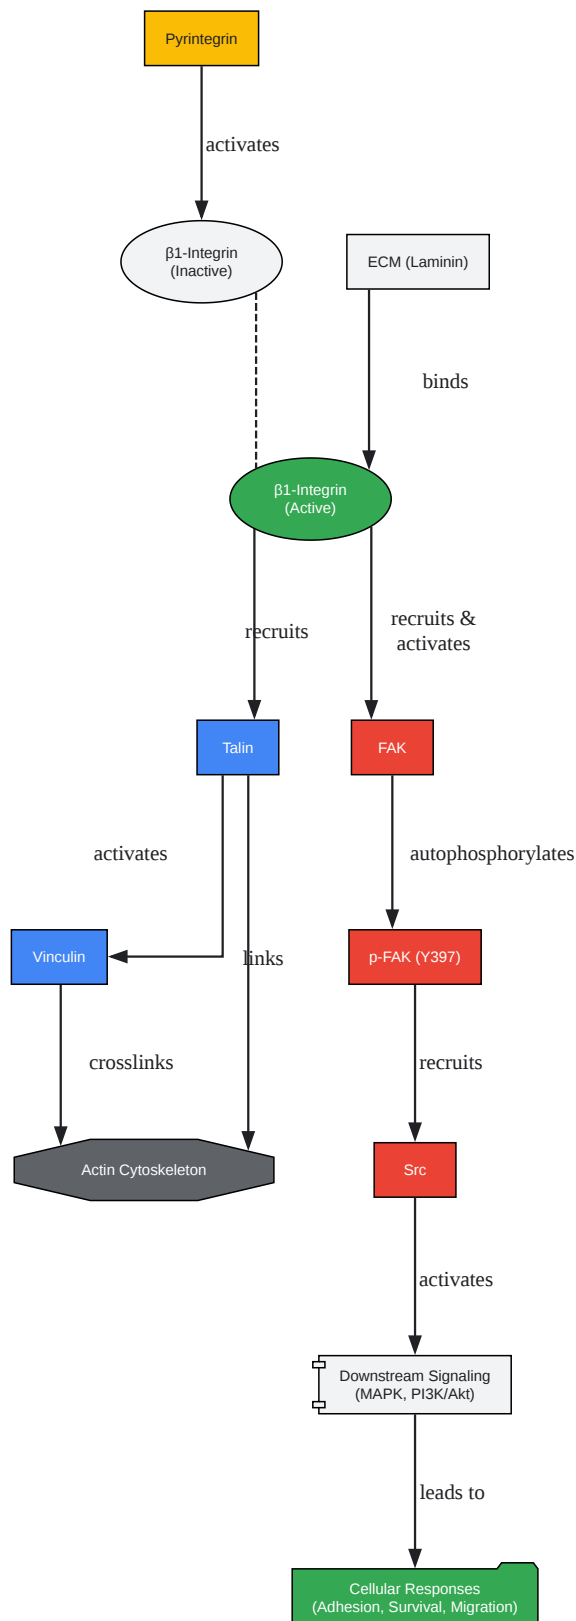 Pyrintegrin
activates
β1-Integrin
(Inactive)
ECM (Laminin)
binds
β1-Integrin
(Active)
recruits
recruits &
activates
Talin
FAK
activates
autophosphorylates
Vinculin
links
p-FAK (Y397)
crosslinks
recruits
Actin Cytoskeleton
Src
activates
Downstream Signaling
(MAPK, PI3K/Akt)
leads to
Cellular Responses
(Adhesion, Survival, Migration)